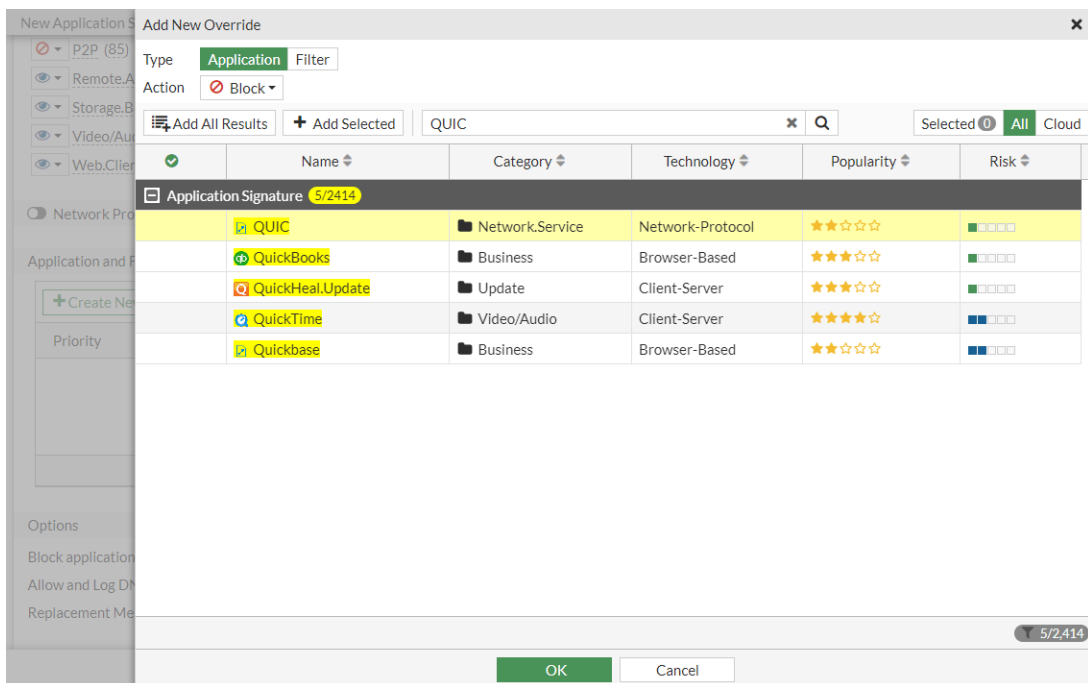 New Application S
Add New Override
P2P (85)
Type Application Filter
Remote.A
Action Block
Storage.B
Add All Results Add Selected QUIC Selected 0 All Cloud
Video/Au
Web.Clier
Name Category Technology Popularity Risk
Application Signature 5/2414
Network Pro
QUIC Network.Service Network-Protocol
Application and F
QuickBooks Business Browser-Based
QuickHeal.Update Update Client-Server
Create Ne
QuickTime Video/Audio Client-Server
Priority
Quickbase Business Browser-Based
Options
Block application
Allow and Log DN
Replacement Me
5/2,414
OK Cancel